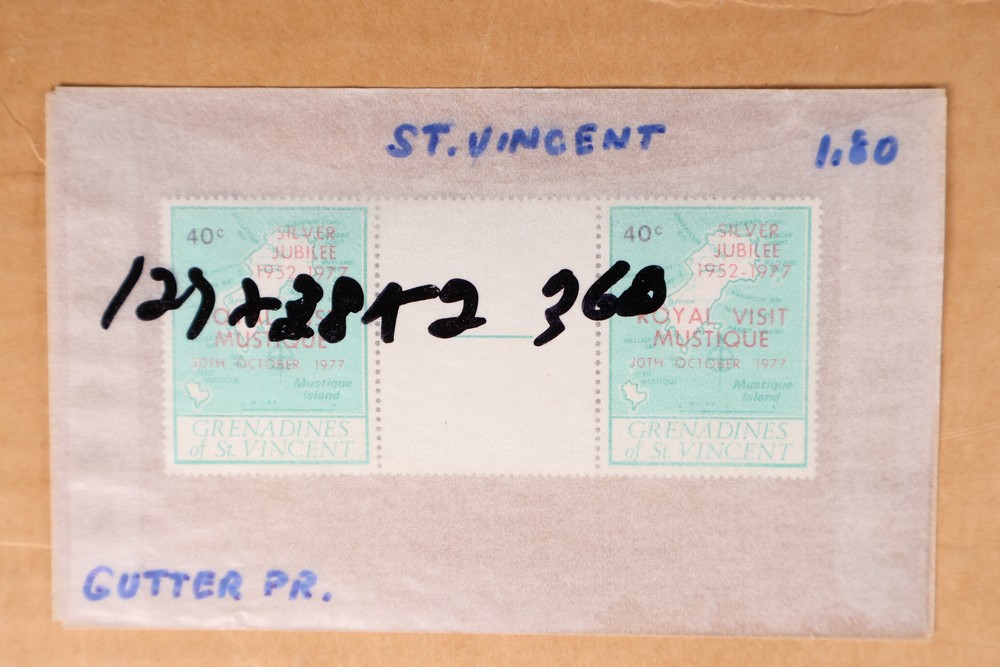 ST. VINCENT 1.80
40c 40c
SILVER SILVER
JUBILEE JUBILEE
1952-1977 1952-1977
360
ROYAL VISIT
MUSTIQUE MUSTIQUE
30TH OCTOBER 1977 30TH OCTOBER 1977
Mustique Mustique
Island Island
GRENADINES GRENADINES
of St. VINCENT of St. VINCENT
GUTTER PR.